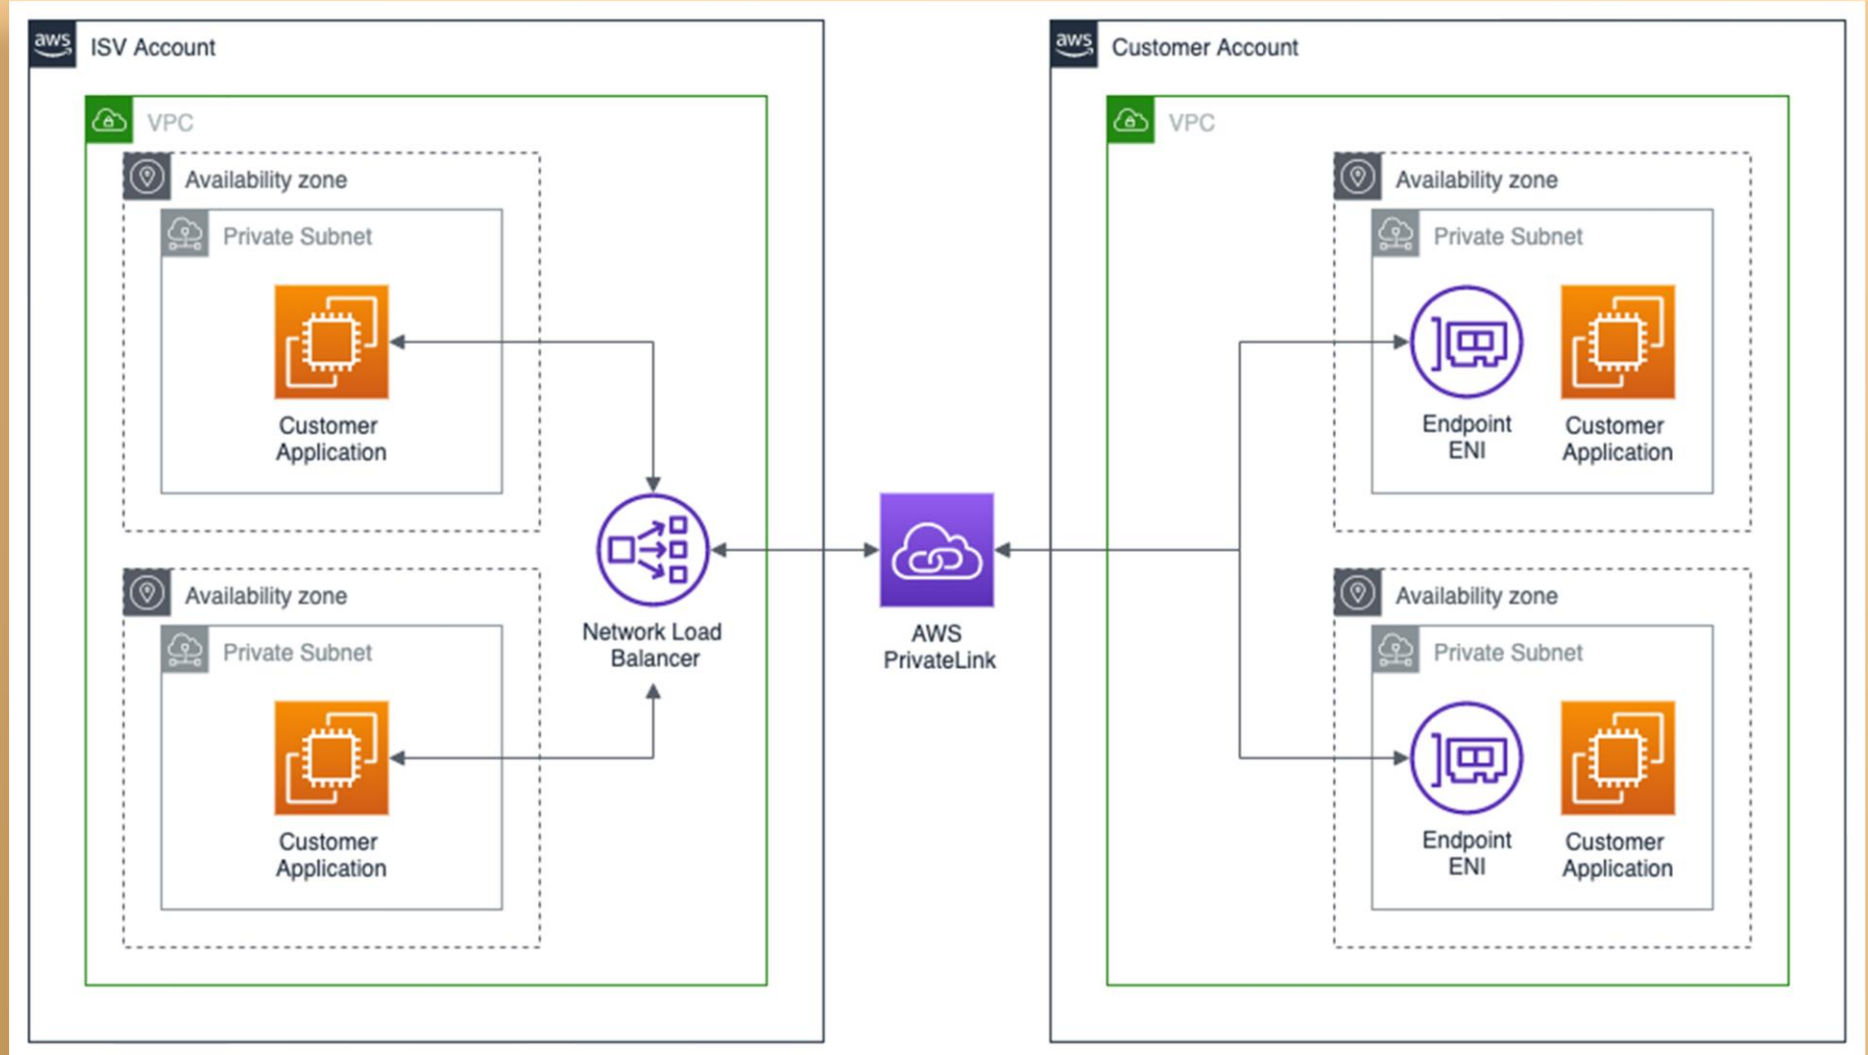 aws
ISV Account
VPC
Availability zone
Private Subnet
Customer
Application
Availability zone
Private Subnet
Customer
Application
Network Load
Balancer
AWS
PrivateLink
aws
Customer Account
VPC
Availability zone
Private Subnet
Endpoint
ENI
Customer
Application
Availability zone
Private Subnet
Endpoint
ENI
Customer
Application